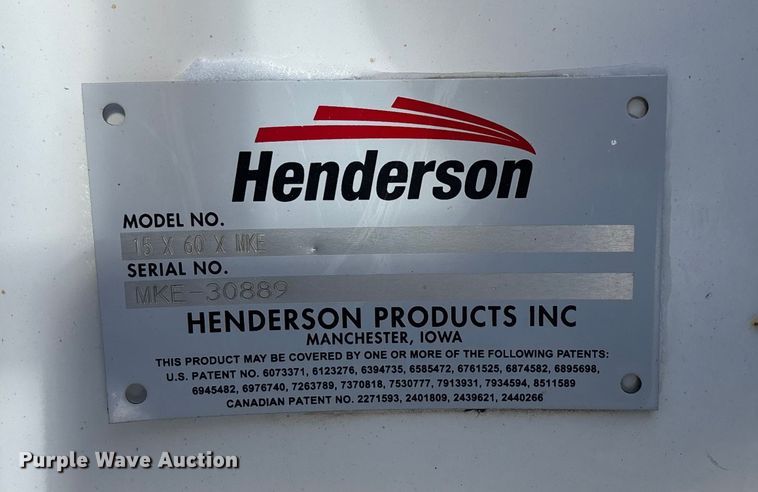 Henderson
MODEL NO.
15 X 60 X MKE
SERIAL NO.
MKE-30889
HENDERSON PRODUCTS INC
MANCHESTER, IOWA
THIS PRODUCT MAY BE COVERED BY ONE OR MORE OF THE FOLLOWING PATENTS:
U.S. PATENT NO. 6073371, 6123276, 6394735, 6585472, 6761525, 6874582, 6895698,
6945482, 6976740, 7263789, 7370818, 7530777, 7913931, 7934594, 8511589
CANADIAN PATENT NO. 2271593, 2401809, 2439621, 2440266
Purple Wave Auction